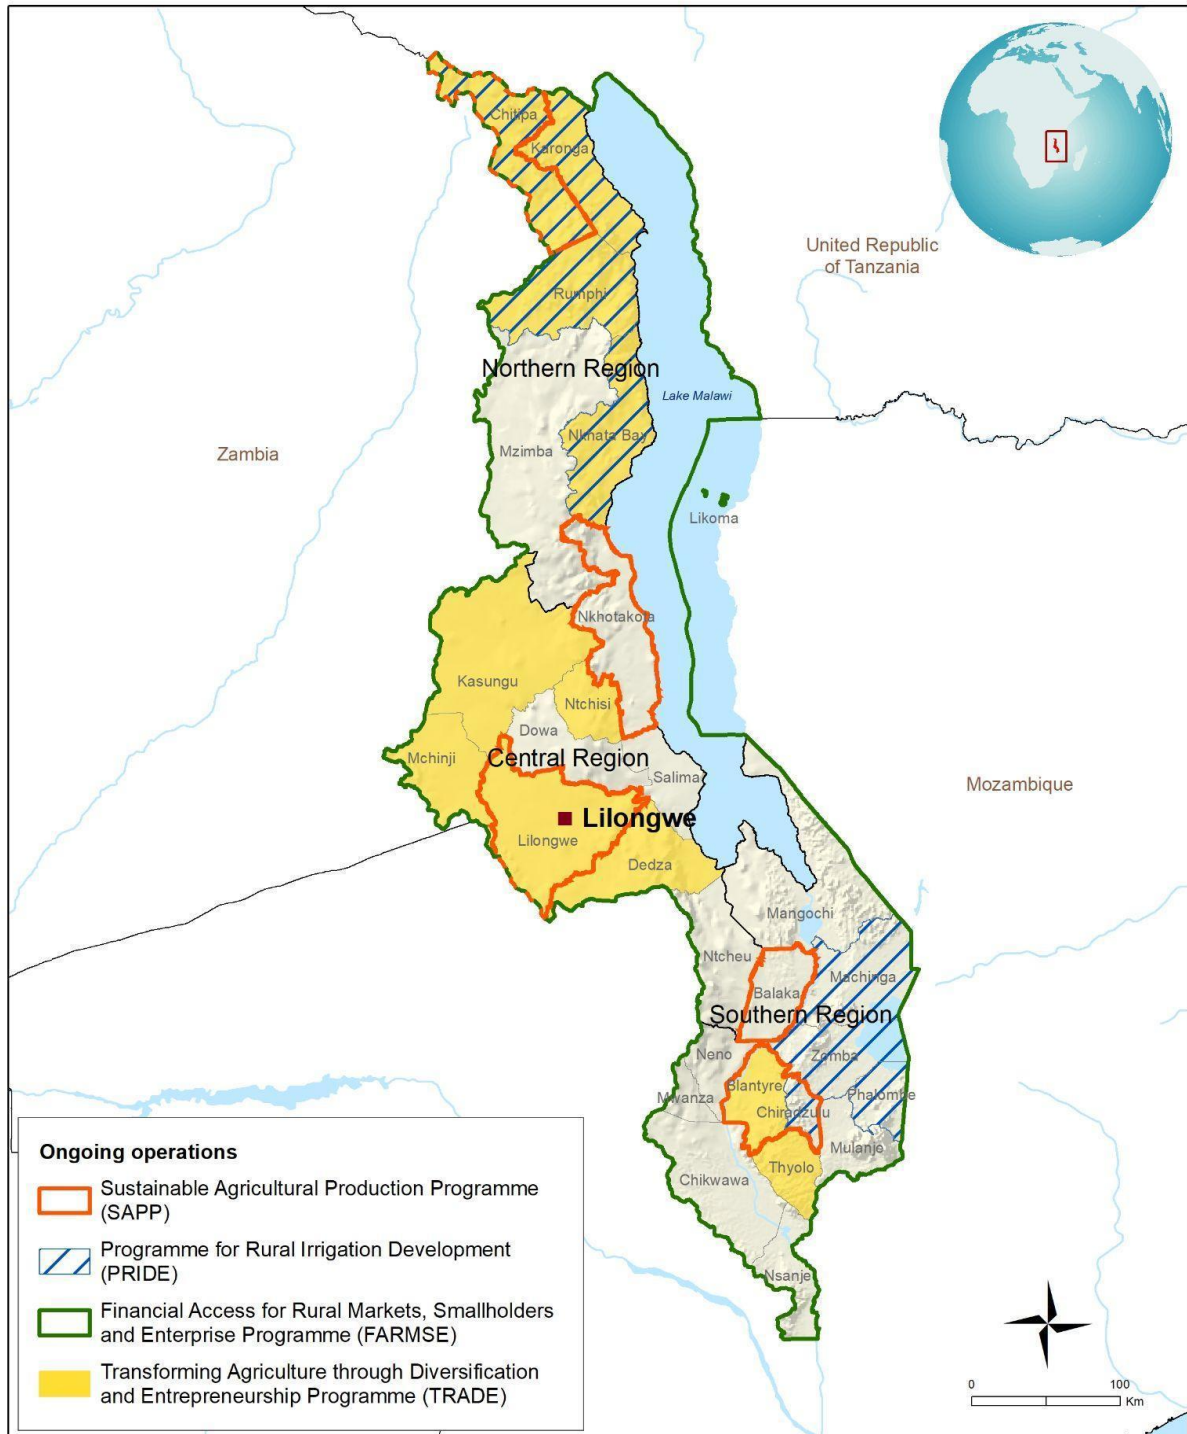 Chitipa
Karonga
United Republic
of Tanzania
Rumphi
Northern Region
Lake Malawi
Nkhata Bay
Zambia
Mzimba
Likoma
Nkhotakota
Kasungu
Ntchisi
Dowa
Mchinji
Central Region
Salima
Mozambique
Lilongwe
Lilongwe
Dedza
Mangochi
Ntcheu
Machinga
Balaka
Southern Region
Neno
Zomba
Blantyre
Mwanza
Phalombe
Chiradzulu
Mulanje
Thyolo
Chikwawa
Nsanje
Ongoing operations
Sustainable Agricultural Production Programme
(SAPP)
Programme for Rural Irrigation Development
(PRIDE)
Financial Access for Rural Markets, Smallholders
and Enterprise Programme (FARMSE)
Transforming Agriculture through Diversification
and Entrepreneurship Programme (TRADE)
0 100
Km